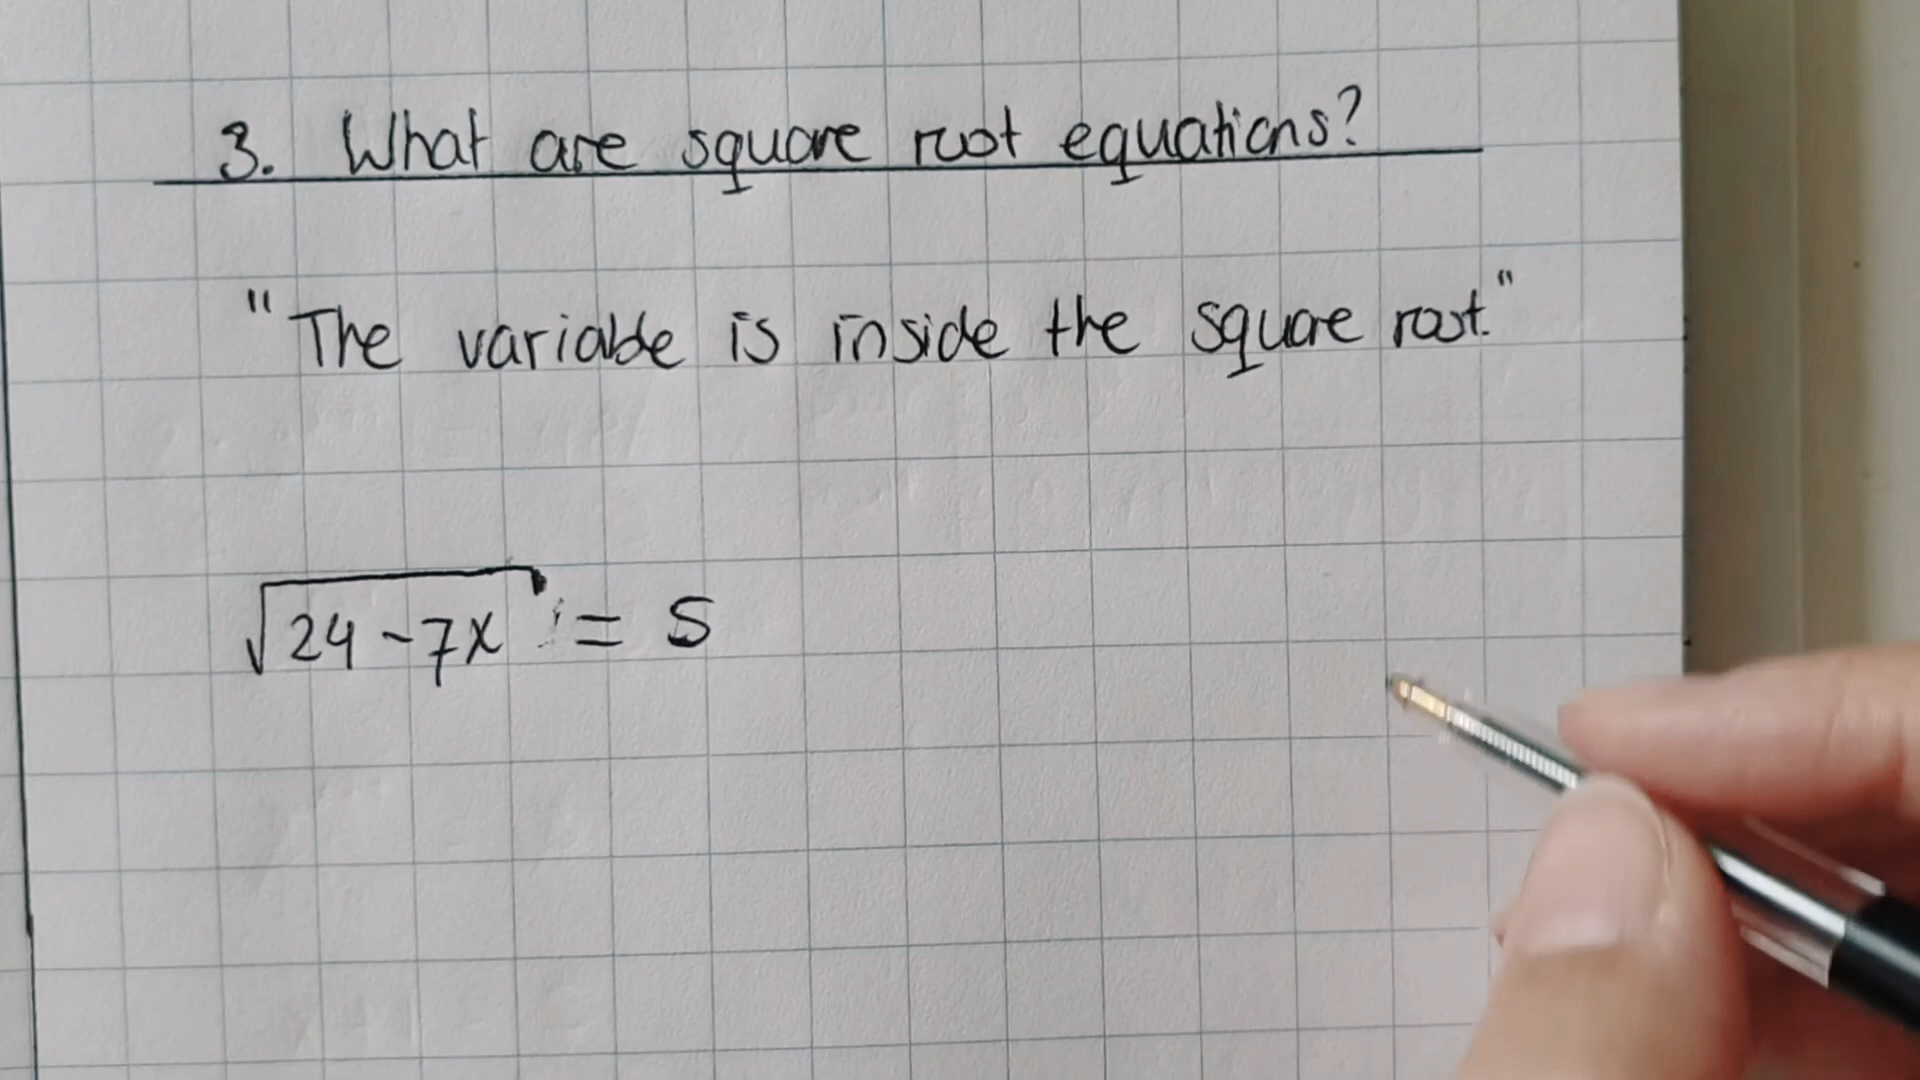 3. What are square root equations?
"The variable is inside the square root."
√24-7x = 5